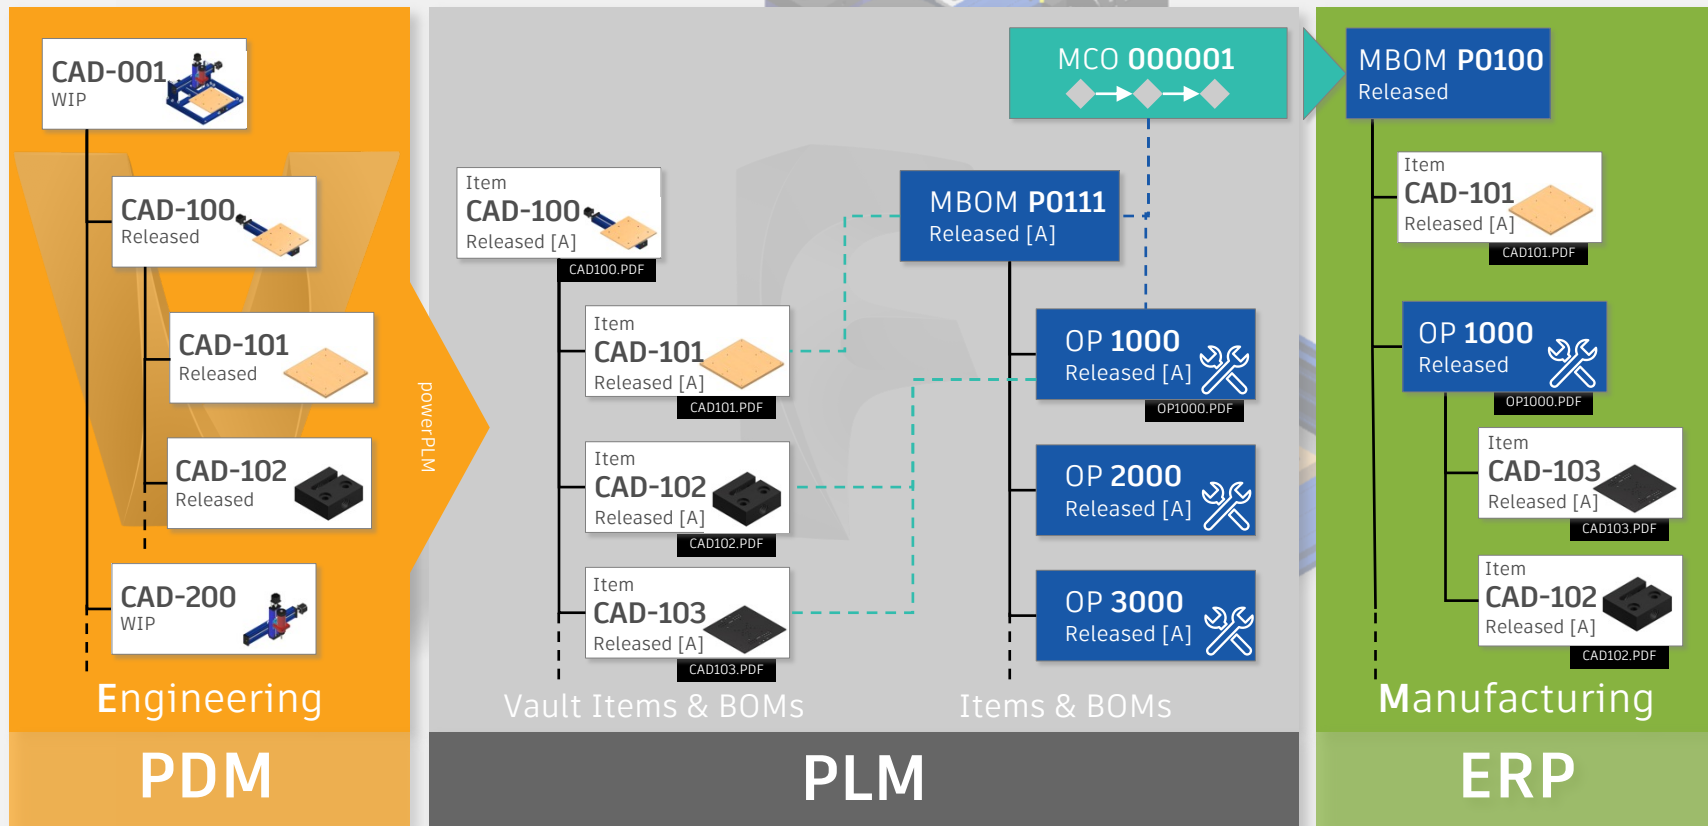 CAD-001
WIP
CAD-100
Released
CAD-101
Released
CAD-102
Released
CAD-200
WIP
Engineering
PDM
powerPLM
Item
CAD-100
Released [A]
CAD100.PDF
Item
CAD-101
Released [A]
CAD101.PDF
Item
CAD-102
Released [A]
CAD102.PDF
Item
CAD-103
Released [A]
CAD103.PDF
Vault Items & BOMs
MCO 000001
MBOM P0111
Released [A]
OP 1000
Released [A]
OP1000.PDF
OP 2000
Released [A]
OP 3000
Released [A]
Items & BOMs
PLM
MBOM P0100
Released
Item
CAD-101
Released [A]
CAD101.PDF
OP 1000
Released
OP1000.PDF
Item
CAD-103
Released [A]
CAD103.PDF
Item
CAD-102
Released [A]
CAD102.PDF
Manufacturing
ERP